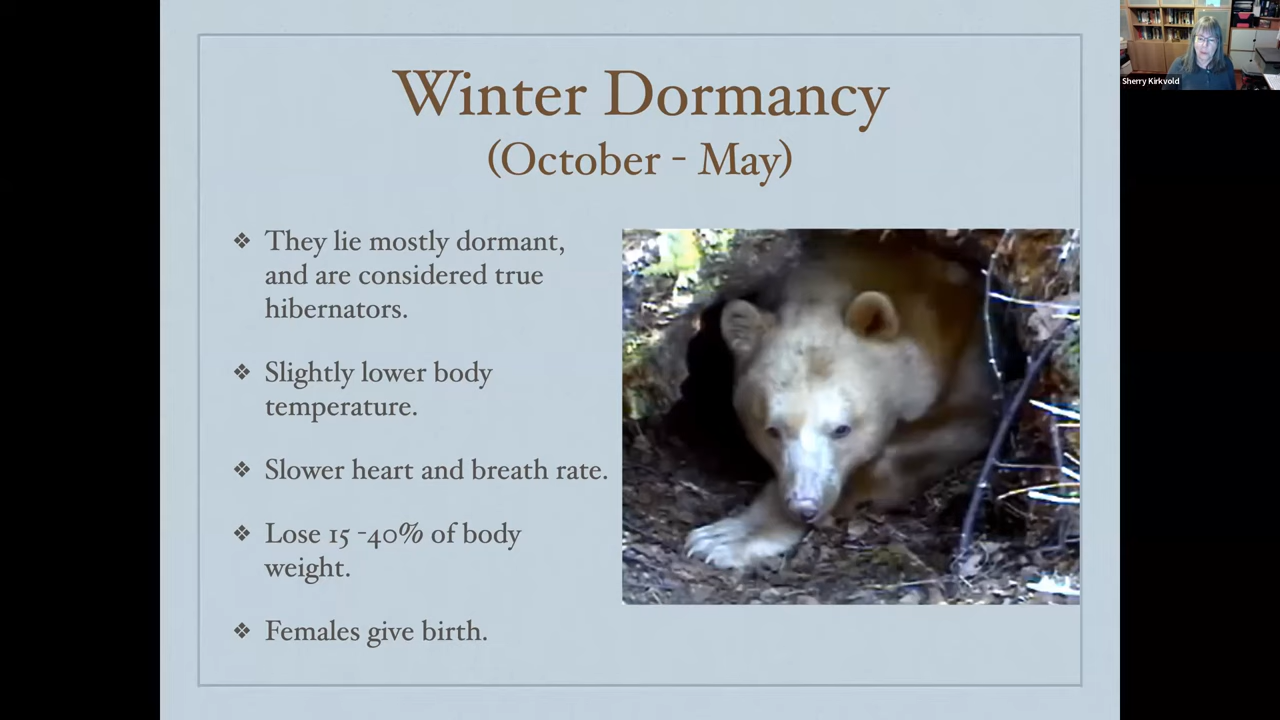 Winter Dormancy
(October - May)
❖ They lie mostly dormant,
and are considered true
hibernators.
❖ Slightly lower body
temperature.
❖ Slower heart and breath rate.
❖ Lose 15 -40% of body
weight.
❖ Females give birth.
Sherry Kirkvold